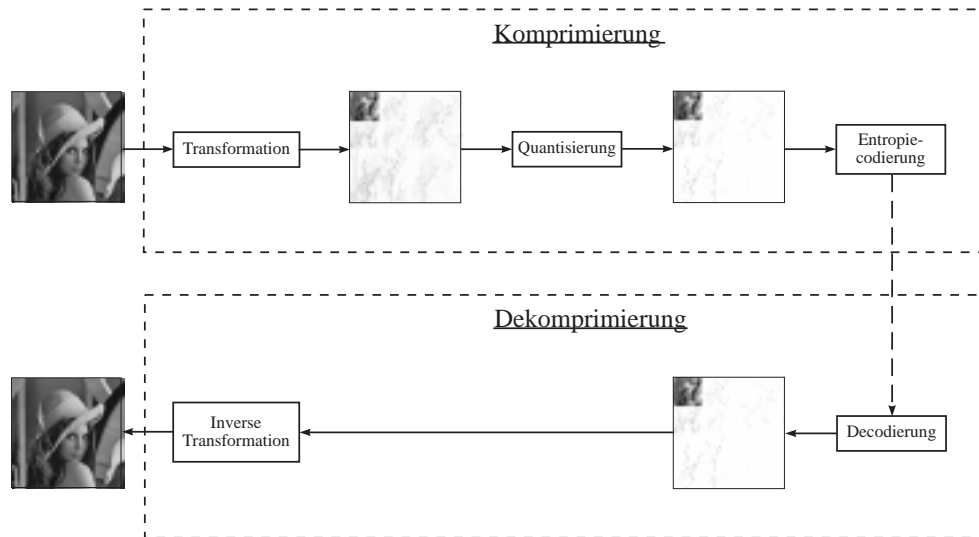 Komprimierung
Transformation
Quantisierung
Entropie-
codierung
Dekomprimierung
Inverse
Transformation
Decodierung